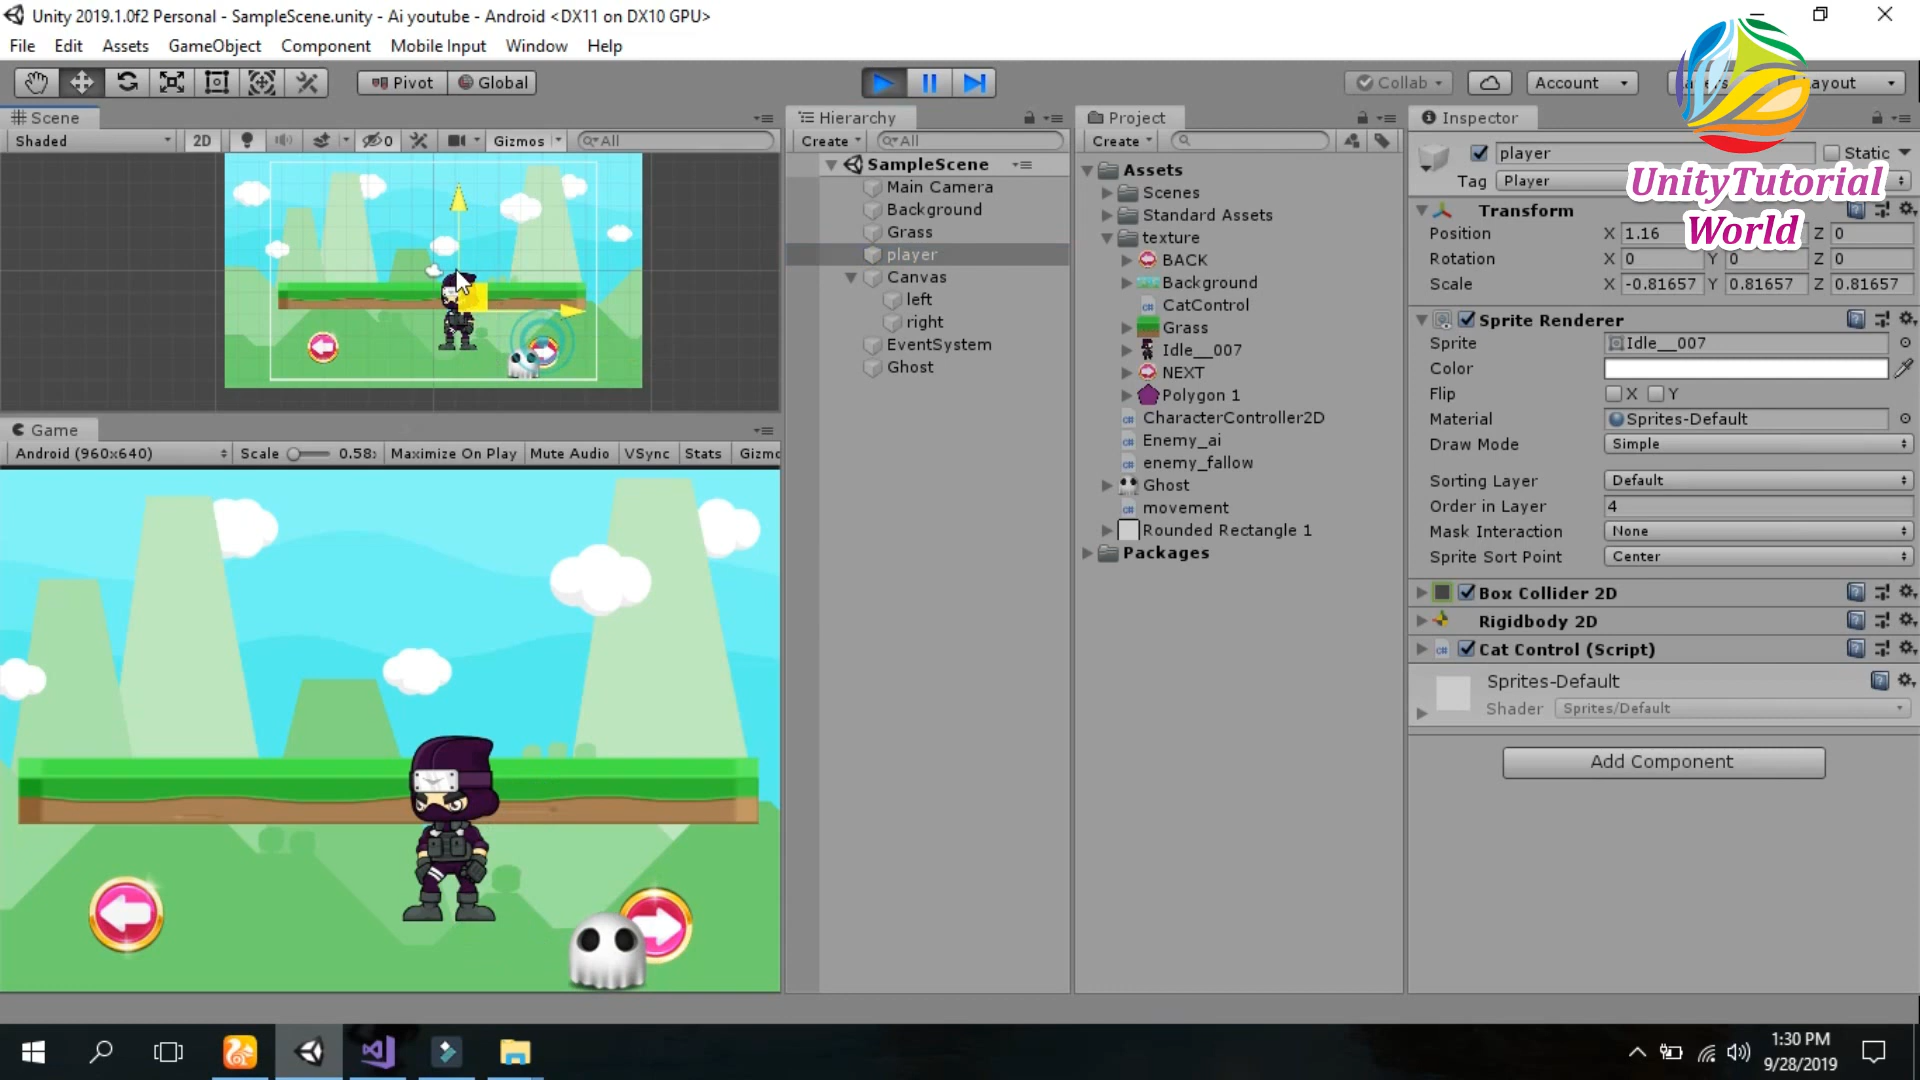 Unity 2019.1.0f2 Personal - SampleScene.unity - Ai youtube - Android <DX11 on DX10 GPU>
File Edit Assets GameObject Component Mobile Input Window Help
Pivot Global Collab Account
Scene Hierarchy Project Inspector
Shaded 2D 0 Gizmos All
Create All
Create
player Static
Tag Player
UnityTutorial
World
SampleScene
Main Camera
Background
Grass
player
Canvas
left
right
EventSystem
Ghost
Assets
Scenes
Standard Assets
texture
BACK
Background
CatControl
Grass
Idle__007
NEXT
Polygon 1
CharacterController2D
Enemy_ai
enemy_fallow
Ghost
movement
Rounded Rectangle 1
Packages
Transform
Position X 1.16 Z 0
Rotation X 0 Y 0 Z 0
Scale X -0.81657 Y 0.81657 Z 0.81657
Sprite Renderer
Sprite Idle__007
Color
Flip X Y
Material Sprites-Default
Draw Mode Simple
Sorting Layer Default
Order in Layer 4
Mask Interaction None
Sprite Sort Point Center
Box Collider 2D
Rigidbody 2D
Cat Control (Script)
Sprites-Default
Shader Sprites/Default
Add Component
Game
Android (960x640) Scale 0.58 Maximize On Play Mute Audio VSync Stats Gizmo
1:30 PM
9/28/2019